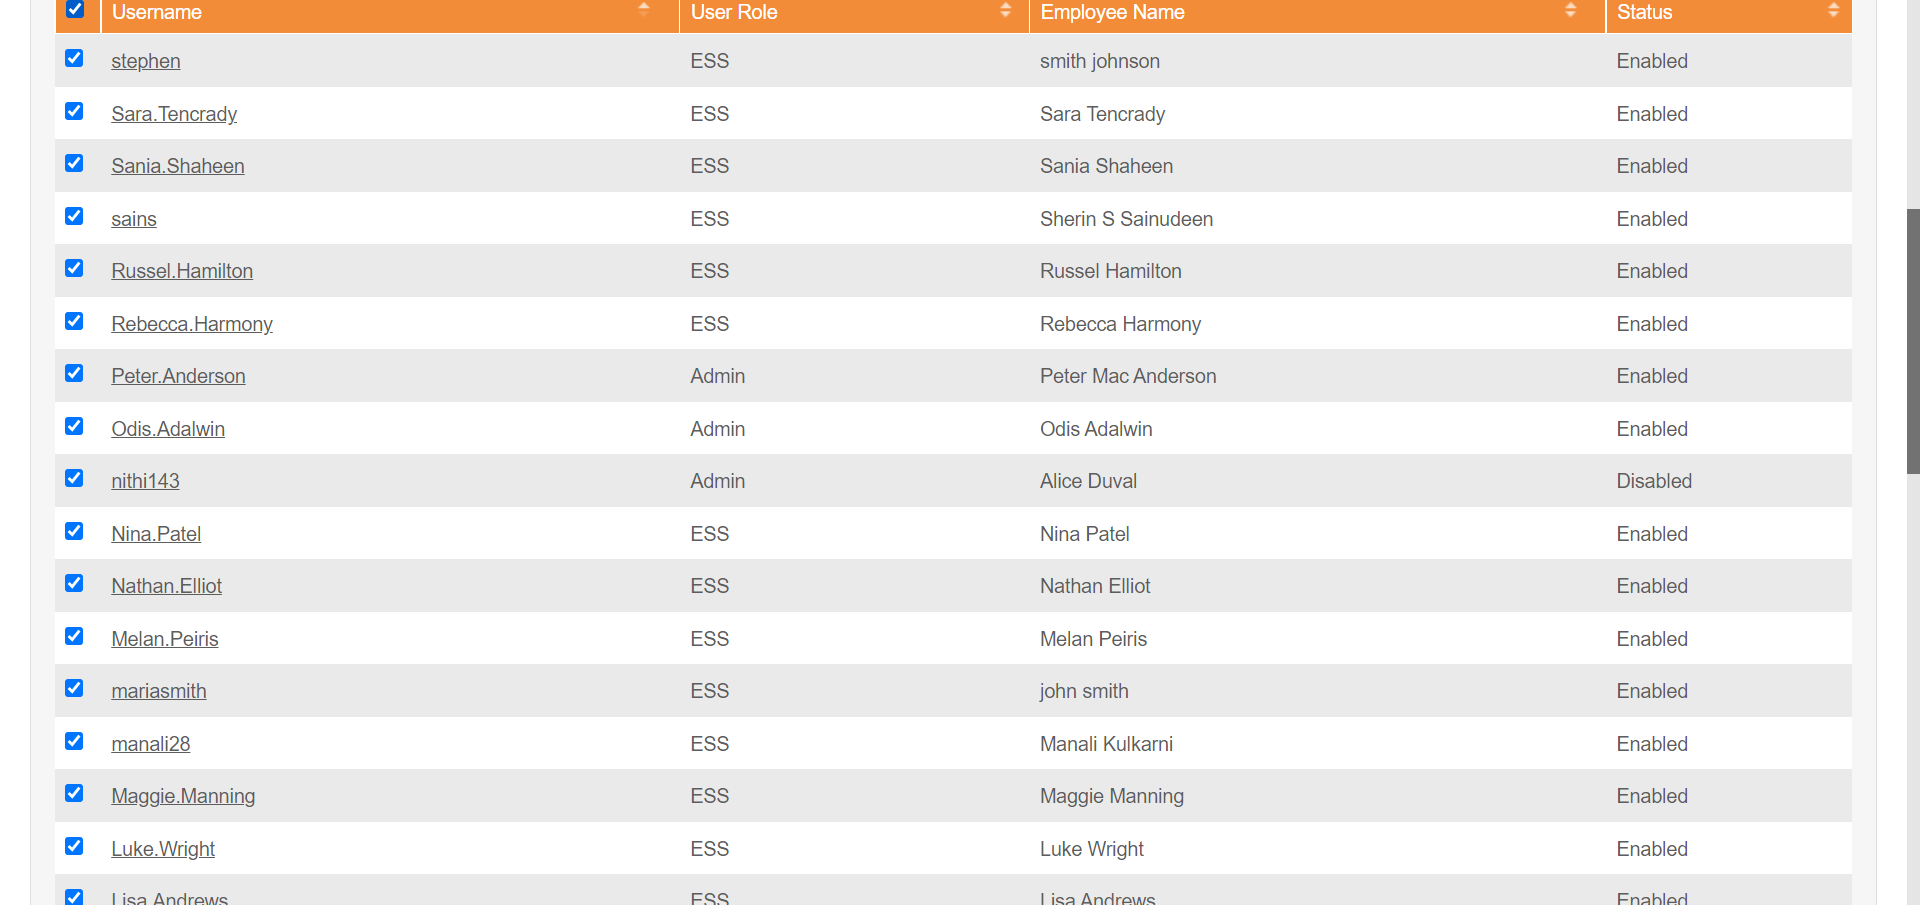 Username User Role Employee Name Status
stephen ESS smith johnson Enabled
Sara.Tencrady ESS Sara Tencrady Enabled
Sania.Shaheen ESS Sania Shaheen Enabled
sains ESS Sherin S Sainudeen Enabled
Russel.Hamilton ESS Russel Hamilton Enabled
Rebecca.Harmony ESS Rebecca Harmony Enabled
Peter.Anderson Admin Peter Mac Anderson Enabled
Odis.Adalwin Admin Odis Adalwin Enabled
nithi143 Admin Alice Duval Disabled
Nina.Patel ESS Nina Patel Enabled
Nathan.Elliot ESS Nathan Elliot Enabled
Melan.Peiris ESS Melan Peiris Enabled
mariasmith ESS john smith Enabled
manali28 ESS Manali Kulkarni Enabled
Maggie.Manning ESS Maggie Manning Enabled
Luke.Wright ESS Luke Wright Enabled
Lisa.Andrews ESS Lisa Andrews Enabled